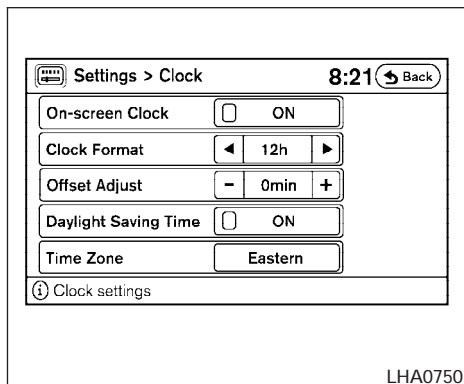 Settings > Clock 8:21 Back
On-screen Clock ON
Clock Format 12h
Offset Adjust - 0min +
Daylight Saving Time ON
Time Zone Eastern
i Clock settings
LHA0750